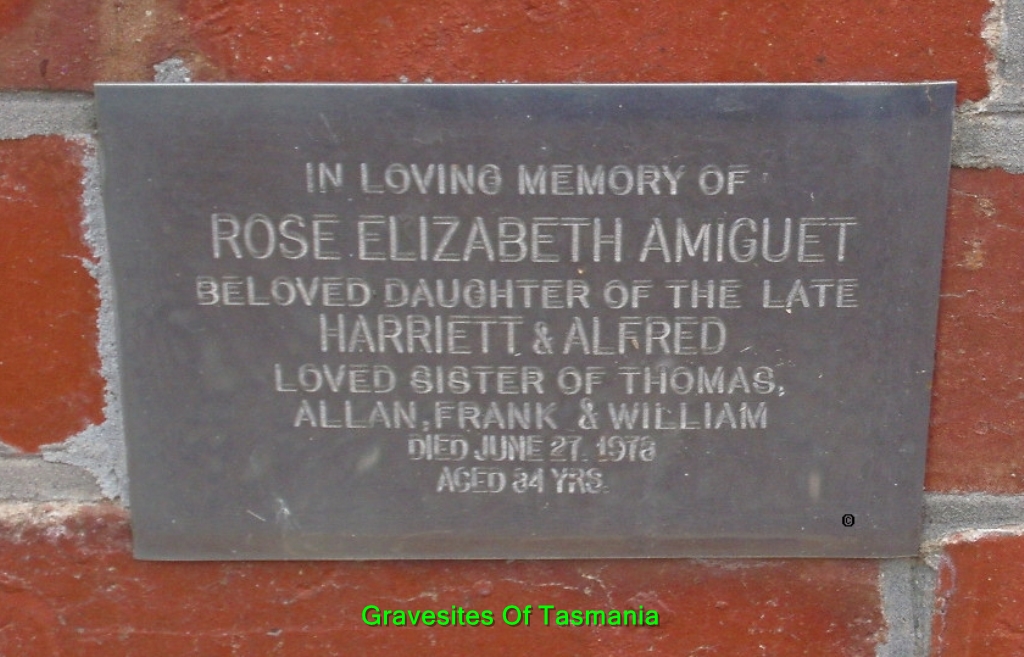 IN LOVING MEMORY OF
ROSE ELIZABETH AMIGUET
BELOVED DAUGHTER OF THE LATE
HARRIETT & ALFRED
LOVED SISTER OF THOMAS,
ALLAN, FRANK & WILLIAM
DIED JUNE 27. 1978
AGED 84 YRS.
©
Gravesites Of Tasmania